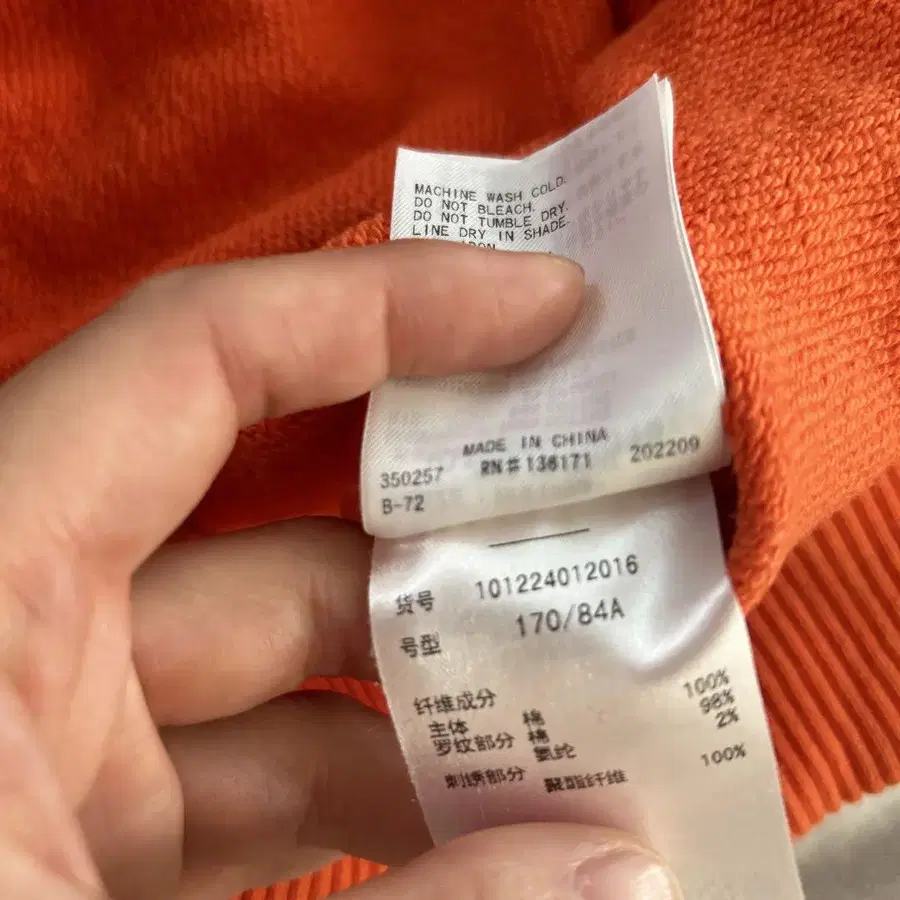 MACHINE WASH COLD.
DO NOT BLEACH.
DO NOT TUMBLE DRY.
LINE DRY IN SHADE.
IRON
MADE IN CHINA
350257 RN#136171 202209
B-72
货号 101224012016
号型 170/84A
纤维成分
主体 棉 100%
罗纹部分 棉 98%
氨纶 2%
刺绣部分 聚酯纤维 100%